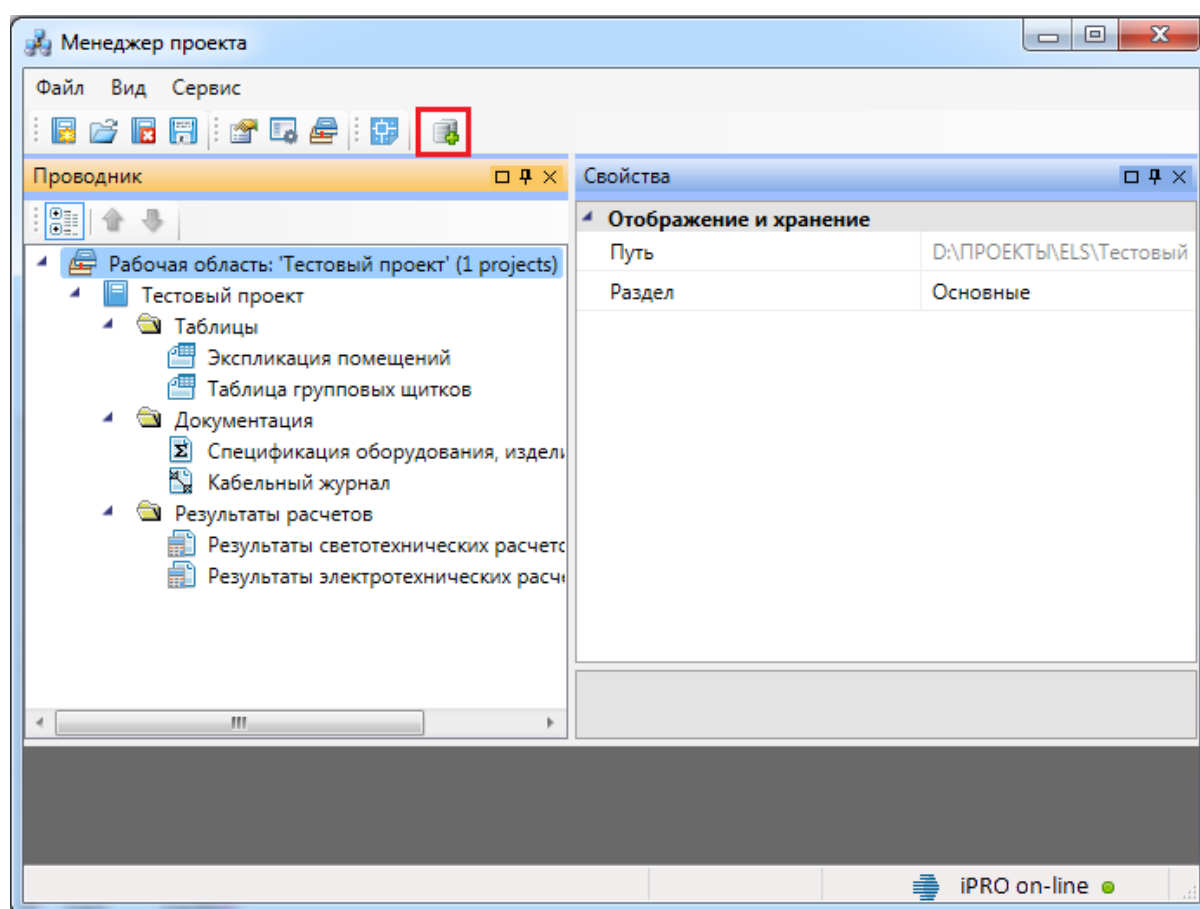 Менеджер проекта
Файл Вид Сервис
Проводник
Рабочая область: 'Тестовый проект' (1 projects)
Тестовый проект
Таблицы
Экспликация помещений
Таблица групповых щитков
Документация
Спецификация оборудования, издели
Кабельный журнал
Результаты расчетов
Результаты светотехнических расчетс
Результаты электротехнических расч
Свойства
Отображение и хранение
Путь D:\ПРОЕКТЫ\ELS\Тестовый
Раздел Основные
iPRO on-line